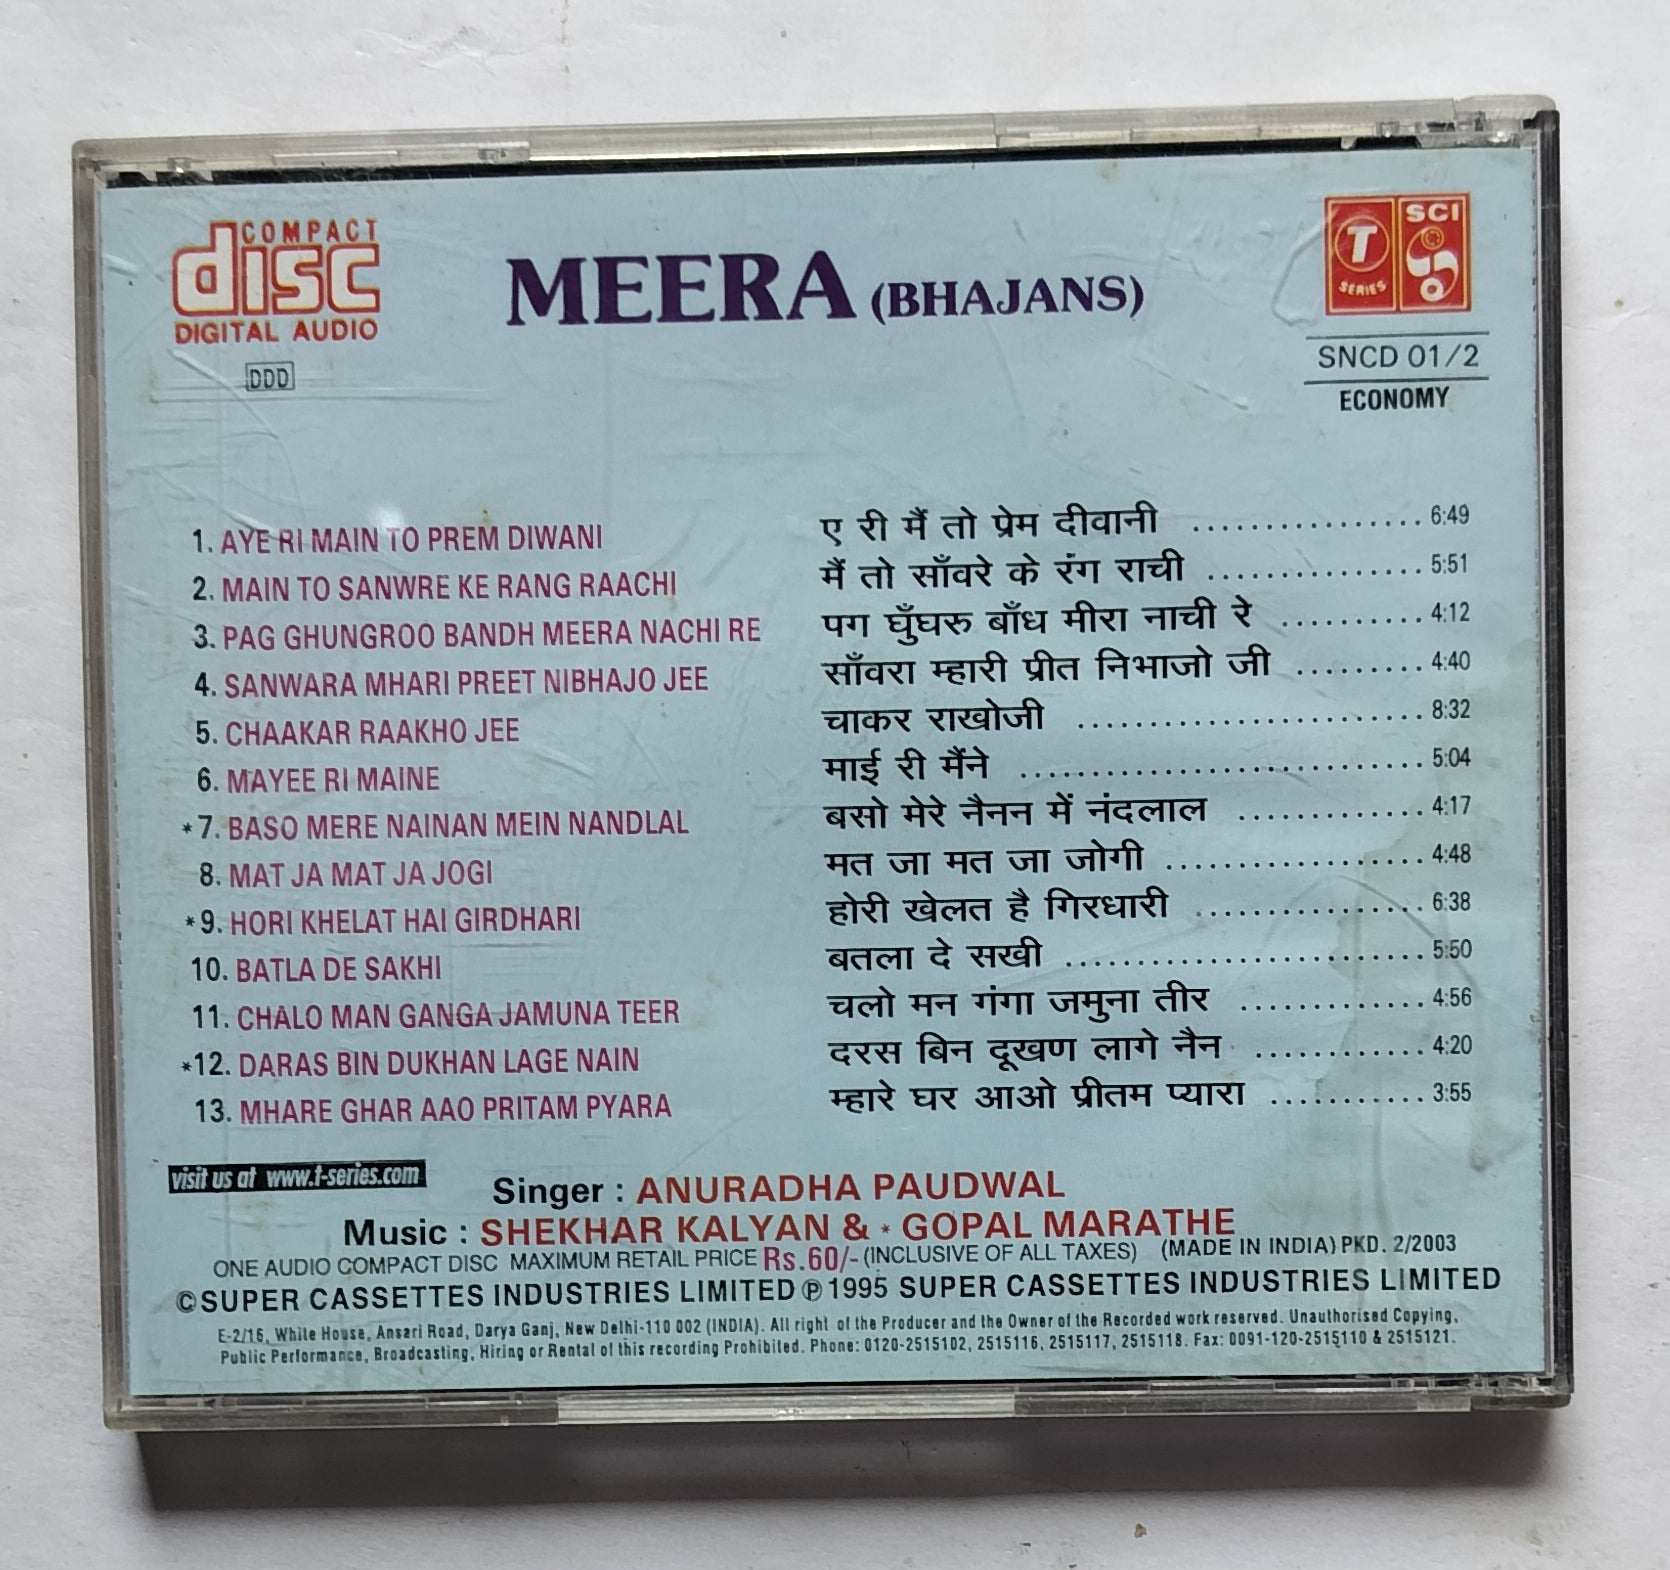 COMPACT
disc
DIGITAL AUDIO
DDD
MEERA (BHAJANS)
T SERIES SCI
SNCD 01/2
ECONOMY
1. AYE RI MAIN TO PREM DIWANI ए री मैं तो प्रेम दीवानी ................ 6:49
2. MAIN TO SANWRE KE RANG RAACHI मैं तो साँवरे के रंग राची ............... 5:51
3. PAG GHUNGROO BANDH MEERA NACHI RE पग घुँघरु बाँध मीरा नाची रे .......... 4:12
4. SANWARA MHARI PREET NIBHAJO JEE साँवरा म्हारी प्रीत निभाजो जी ......... 4:40
5. CHAAKAR RAAKHO JEE चाकर राखोजी ........................ 8:32
6. MAYEE RI MAINE माई री मैंने ............................ 5:04
*7. BASO MERE NAINAN MEIN NANDLAL बसो मेरे नैनन में नंदलाल ............. 4:17
8. MAT JA MAT JA JOGI मत जा मत जा जोगी .................. 4:48
*9. HORI KHELAT HAI GIRDHARI होरी खेलत है गिरधारी ................ 6:38
10. BATLA DE SAKHI बतला दे सखी ......................... 5:50
11. CHALO MAN GANGA JAMUNA TEER चलो मन गंगा जमुना तीर ............. 4:56
*12. DARAS BIN DUKHAN LAGE NAIN दरस बिन दूखण लागे नैन ............ 4:20
13. MHARE GHAR AAO PRITAM PYARA म्हारे घर आओ प्रीतम प्यारा ........... 3:55
visit us at www.t-series.com
Singer : ANURADHA PAUDWAL
Music : SHEKHAR KALYAN & * GOPAL MARATHE
ONE AUDIO COMPACT DISC MAXIMUM RETAIL PRICE Rs.60/- (INCLUSIVE OF ALL TAXES) (MADE IN INDIA) PKD. 2/2003
©SUPER CASSETTES INDUSTRIES LIMITED ℗ 1995 SUPER CASSETTES INDUSTRIES LIMITED
E-2/16, White House, Ansari Road, Darya Ganj, New Delhi-110 002 (INDIA). All right of the Producer and the Owner of the Recorded work reserved. Unauthorised Copying,
Public Performance, Broadcasting, Hiring or Rental of this recording Prohibited. Phone: 0120-2515102, 2515116, 2515117, 2515118. Fax: 0091-120-2515110 & 2515121.